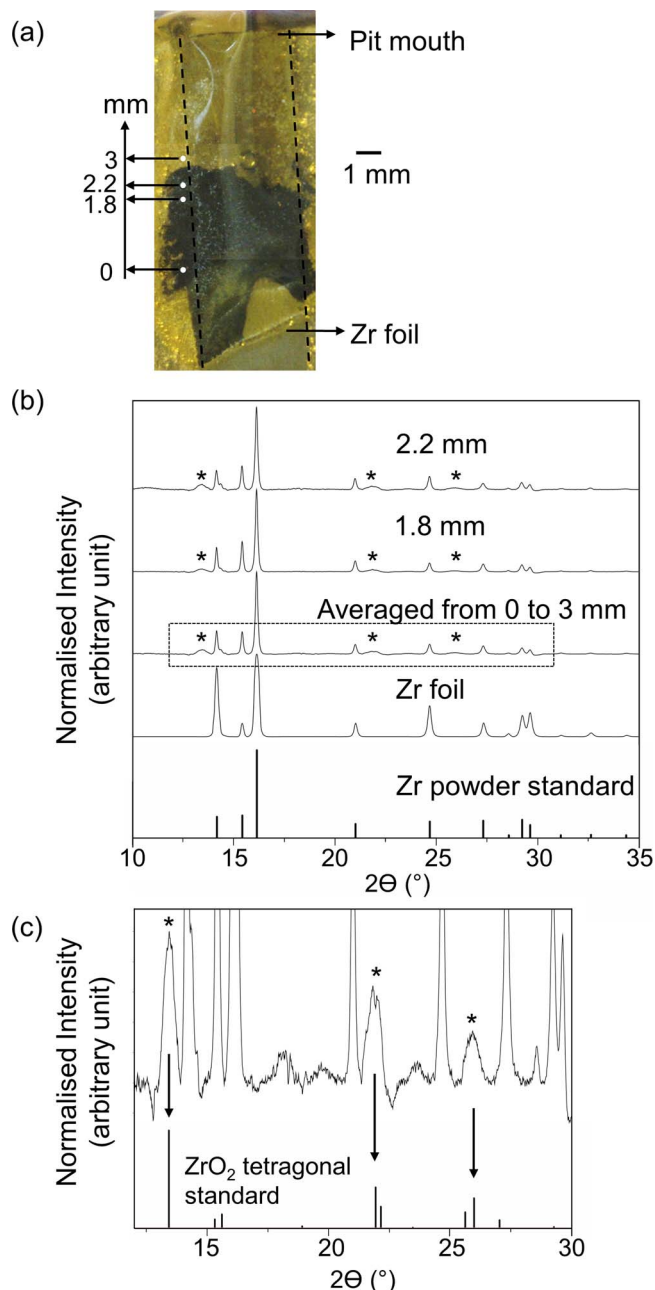 (a)
Pit mouth
mm
3
2.2
1.8
0
1 mm
Zr foil
(b)
Normalised Intensity
(arbitrary unit)
2.2 mm
* * *
1.8 mm
* * *
Averaged from 0 to 3 mm
* * *
Zr foil
Zr powder standard
10 15 20 25 30 35
2Θ (°)
(c)
Normalised Intensity
(arbitrary unit)
* * *
ZrO₂ tetragonal
standard
15 20 25 30
2Θ (°)